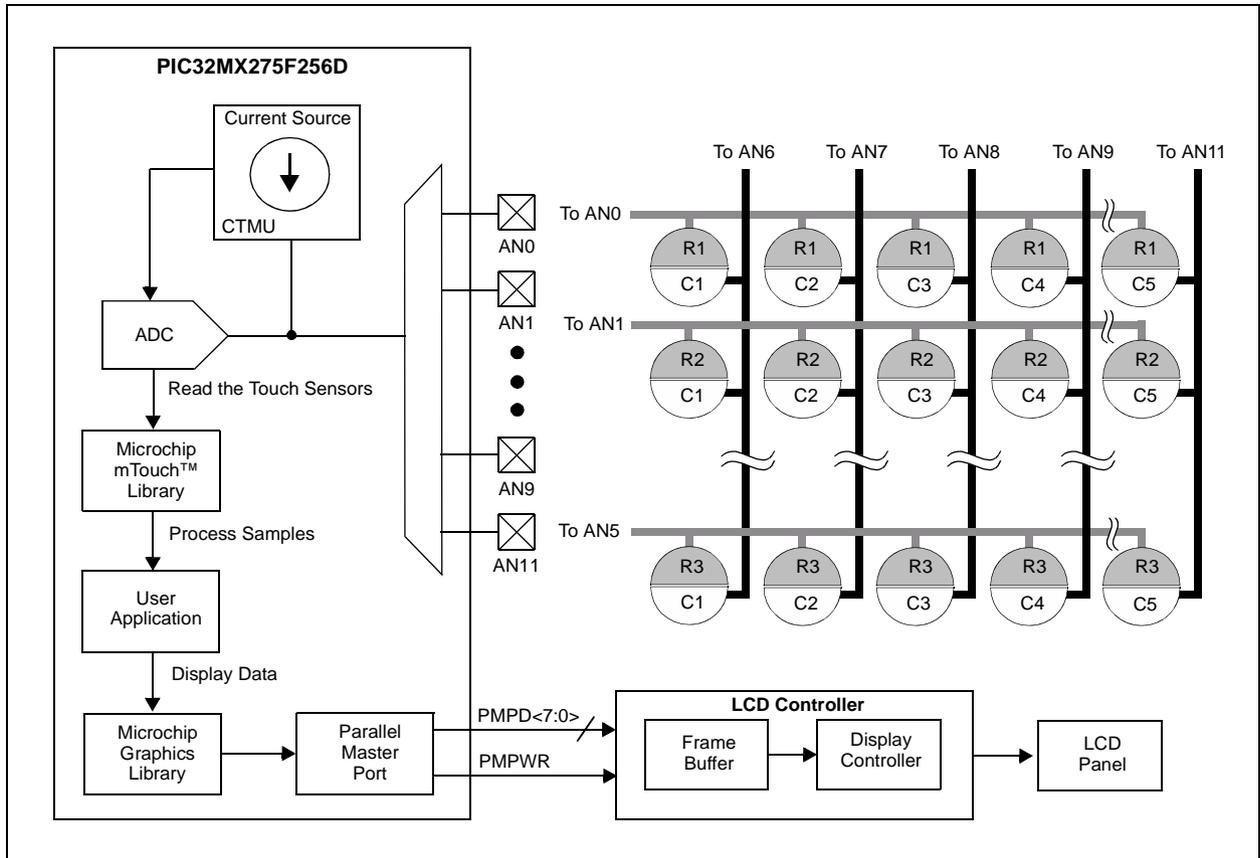 PIC32MX275F256D
Current Source
CTMU
ADC
Read the Touch Sensors
Microchip
mTouch™
Library
Process Samples
User
Application
Display Data
Microchip
Graphics
Library
Parallel
Master
Port
AN0
AN1
AN9
AN11
To AN6
To AN7
To AN8
To AN9
To AN11
To AN0
R1
R1
R1
R1
R1
C1
C2
C3
C4
C5
To AN1
R2
R2
R2
R2
R2
C1
C2
C3
C4
C5
To AN5
R3
R3
R3
R3
R3
C1
C2
C3
C4
C5
PMPD<7:0>
PMPWR
LCD Controller
Frame
Buffer
Display
Controller
LCD
Panel